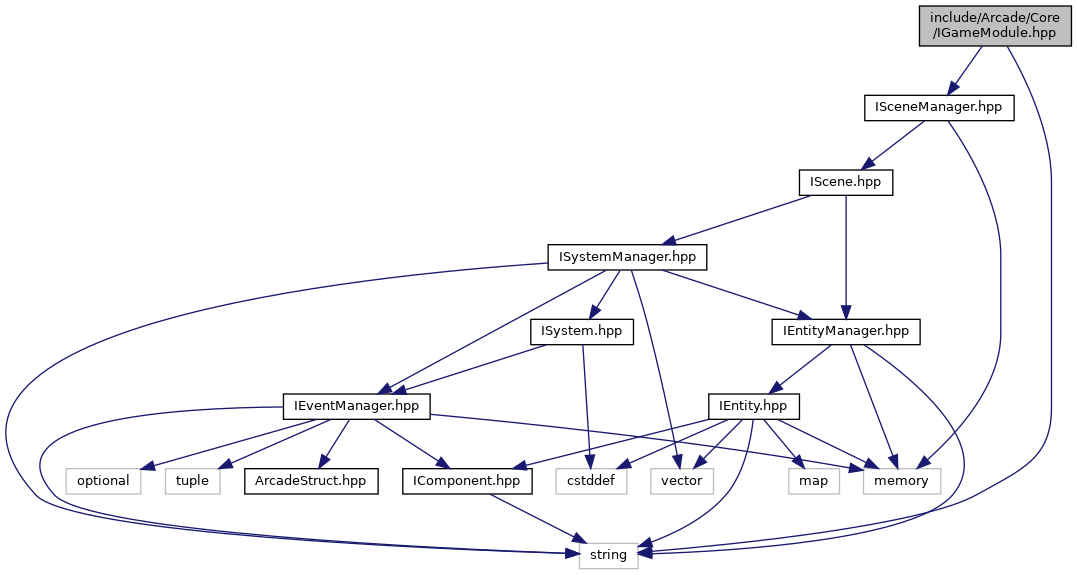 include/Arcade/Core
/IGameModule.hpp
ISceneManager.hpp
IScene.hpp
ISystemManager.hpp
ISystem.hpp
IEntityManager.hpp
IEventManager.hpp
IEntity.hpp
optional
tuple
ArcadeStruct.hpp
IComponent.hpp
cstddef
vector
map
memory
string